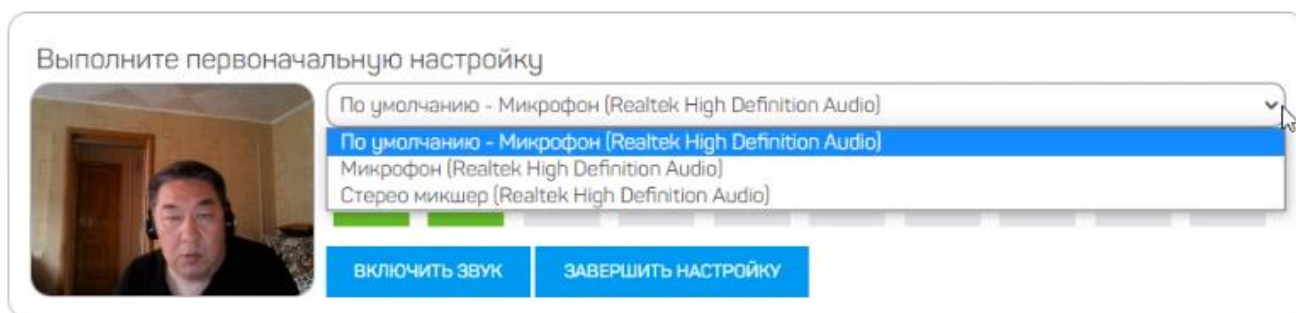 Выполните первоначальную настройку
По умолчанию - Микрофон (Realtek High Definition Audio)
По умолчанию - Микрофон (Realtek High Definition Audio)
Микрофон (Realtek High Definition Audio)
Стерео микшер (Realtek High Definition Audio)
ВКЛЮЧИТЬ ЗВУК
ЗАВЕРШИТЬ НАСТРОЙКУ